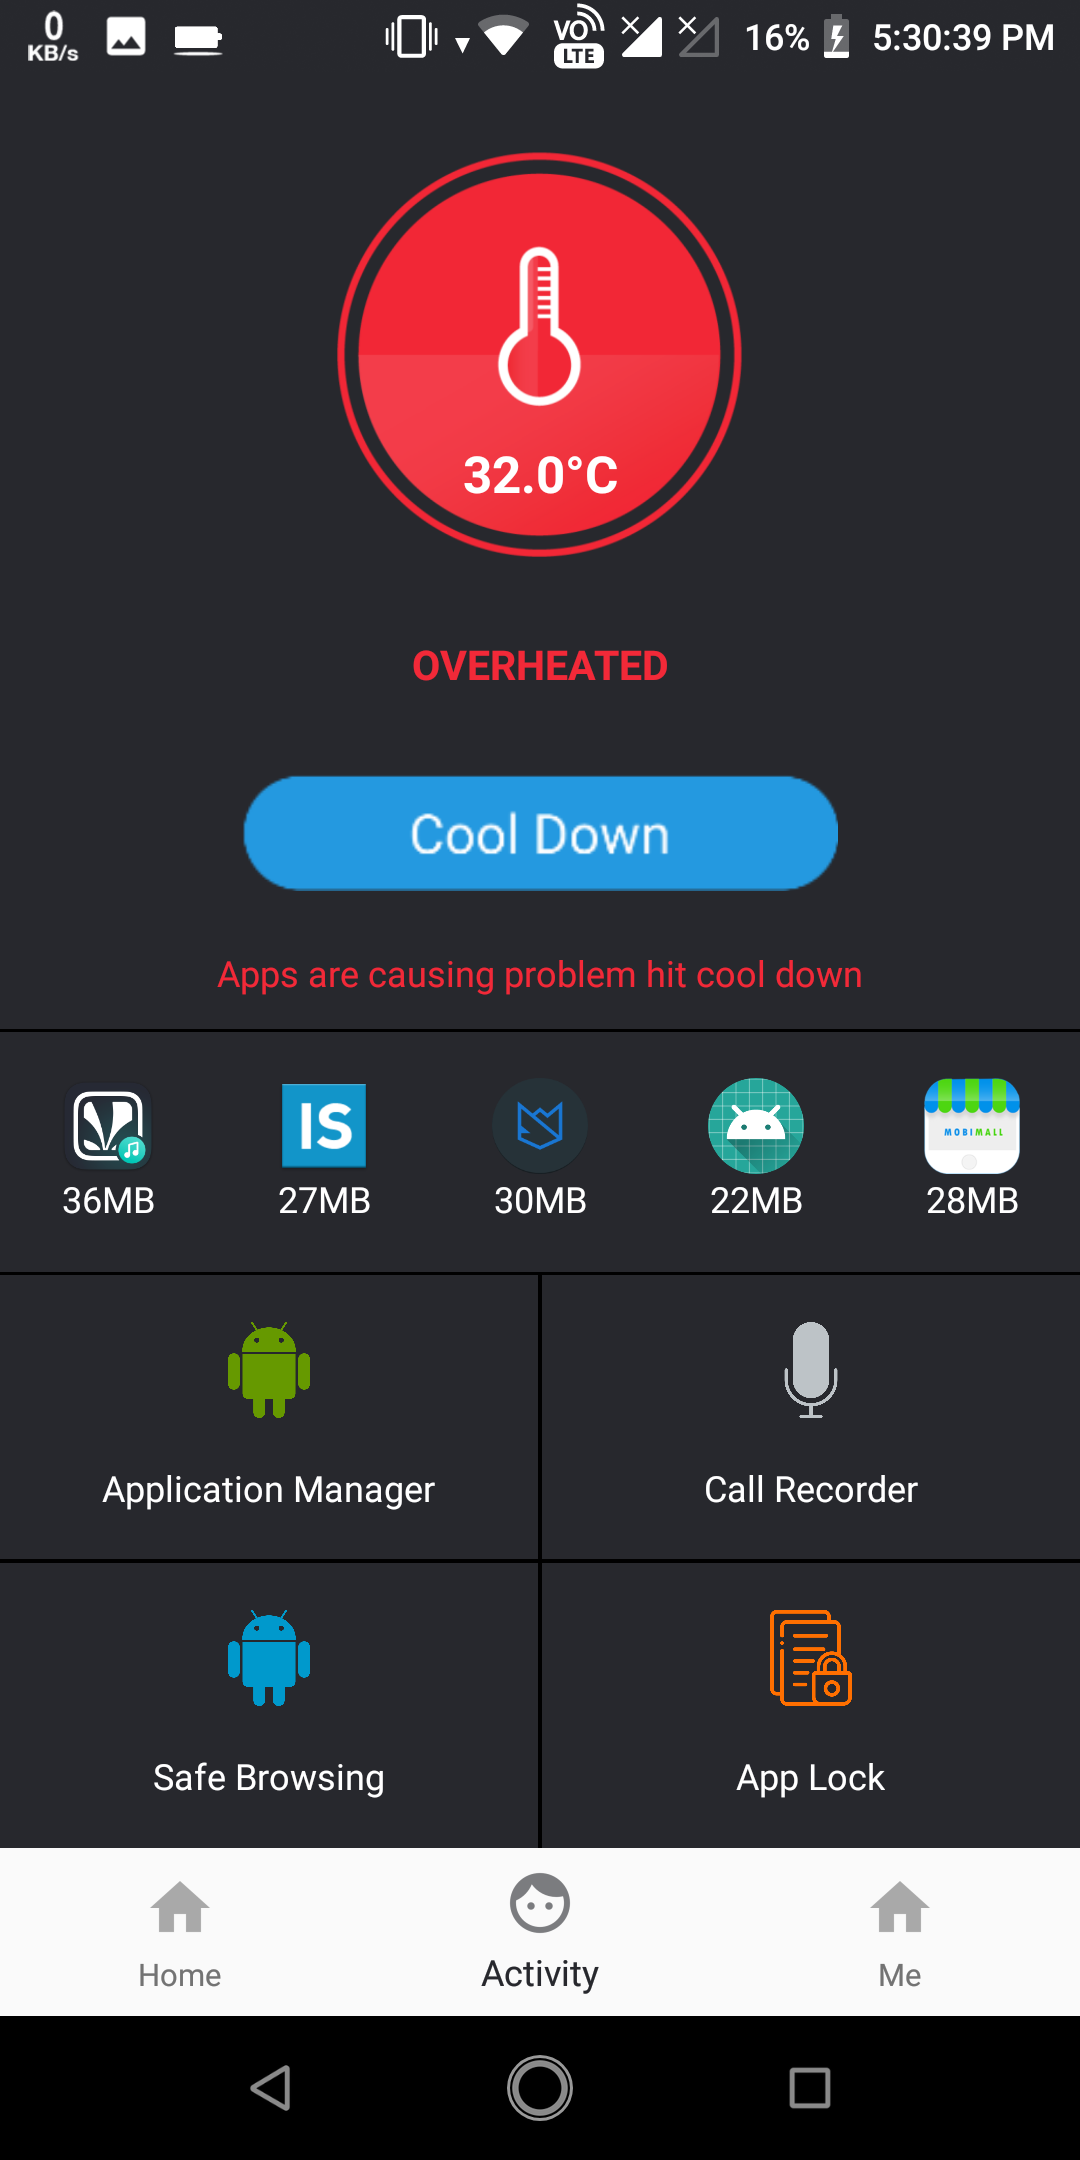 0
KB/s
VO
LTE
16%
5:30:39 PM
32.0°C
OVERHEATED
Cool Down
Apps are causing problem hit cool down
IS
MOBIMALL
36MB
27MB
30MB
22MB
28MB
Application Manager
Call Recorder
Safe Browsing
App Lock
Home
Activity
Me